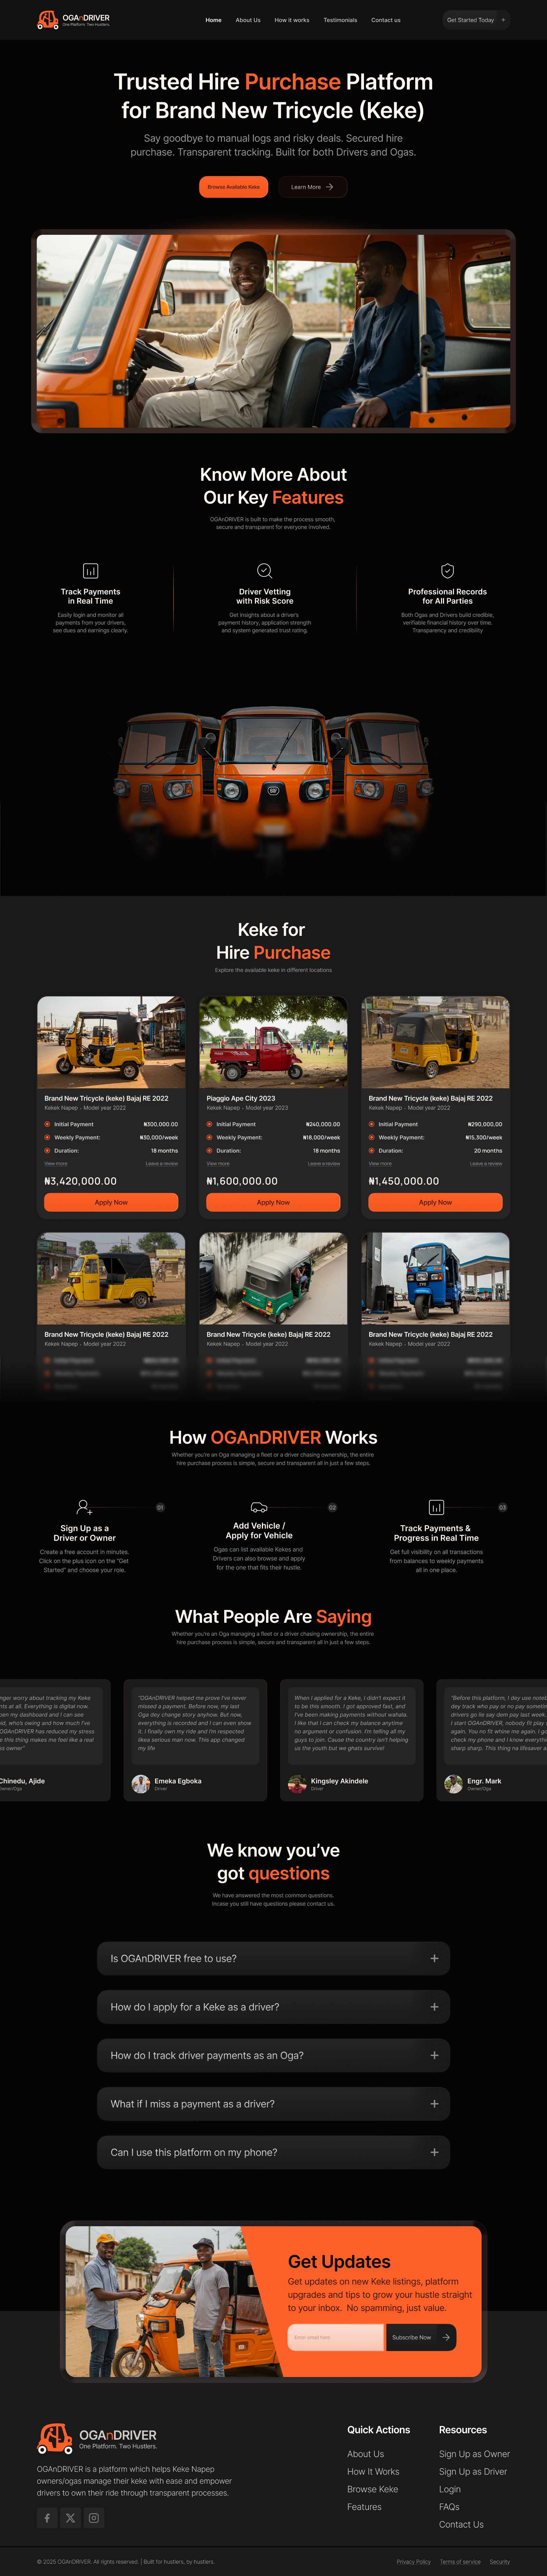 OGAnDRIVER
One Platform. Two Hustlers.
Home
About Us
How it works
Testimonials
Contact us
Get Started Today
Trusted Hire Purchase Platform
for Brand New Tricycle (Keke)
Say goodbye to manual logs and risky deals. Secured hire
purchase. Transparent tracking. Built for both Drivers and Ogas.
Browse Available Keke
Learn More
Know More About
Our Key Features
OGAnDRIVER is built to make the process smooth,
secure and transparent for everyone involved.
Track Payments
in Real Time
Easily login and monitor all
payments from your drivers,
see dues and earnings clearly.
Driver Vetting
with Risk Score
Get insights about a driver's
payment history, application strength
and system generated trust rating.
Professional Records
for All Parties
Both Ogas and Drivers build credible,
verifiable financial history over time.
Transparency and credibility
Keke for
Hire Purchase
Explore the available keke in different locations
Brand New Tricycle (keke) Bajaj RE 2022
Kekek Napep • Model year 2022
Initial Payment ₦300,000.00
Weekly Payment: ₦30,000/week
Duration: 18 months
View more
Leave a review
₦3,420,000.00
Apply Now
Piaggio Ape City 2023
Kekek Napep • Model year 2023
Initial Payment ₦240,000.00
Weekly Payment: ₦18,000/week
Duration: 18 months
View more
Leave a review
₦1,600,000.00
Apply Now
Brand New Tricycle (keke) Bajaj RE 2022
Kekek Napep • Model year 2022
Initial Payment ₦290,000.00
Weekly Payment: ₦15,300/week
Duration: 20 months
View more
Leave a review
₦1,450,000.00
Apply Now
Brand New Tricycle (keke) Bajaj RE 2022
Kekek Napep • Model year 2022
Brand New Tricycle (keke) Bajaj RE 2022
Kekek Napep • Model year 2022
Brand New Tricycle (keke) Bajaj RE 2022
Kekek Napep • Model year 2022
How OGAnDRIVER Works
Whether you're an Oga managing a fleet or a driver chasing ownership, the entire
hire purchase process is simple, secure and transparent all in just a few steps.
01
Sign Up as a
Driver or Owner
Create a free account in minutes.
Click on the plus icon on the "Get
Started" and choose your role.
02
Add Vehicle /
Apply for Vehicle
Ogas can list available Kekes and
Drivers can also browse and apply
for the one that fits their hustle.
03
Track Payments &
Progress in Real Time
Get full visibility on all transactions
from balances to weekly payments
all in one place.
What People Are Saying
Whether you're an Oga managing a fleet or a driver chasing ownership, the entire
hire purchase process is simple, secure and transparent all in just a few steps.
nger worry about tracking my Keke
nts at all. Everything is digital now.
pen my dashboard and I can see
id, who's owing and how much I've
OGAnDRIVER has reduced my stress
e this thing makes me feel like a real
ss owner"
Chinedu, Ajide
Owner/Oga
"OGAnDRIVER helped me prove I've never
missed a payment. Before now, my last
Oga dey change story anyhow. But now,
everything is recorded and I can even show
it. I finally own my ride and I'm respected
ikes serious man now. This app changed
my life
Emeka Egboka
Driver
When I applied for a Keke, I didn't expect it
to be this smooth. I got approved fast, and
I've been making payments without wahala.
I like that I can check my balance anytime
no argument or confusion. I'm telling all my
guys to join. Cause the country isn't helping
us the youth but we ghats survive!
Kingsley Akindele
Driver
"Before this platform, I dey use noteb
dey track who pay or no pay sometim
drivers go lie say dem pay last week.
I start OGAnDRIVER, nobody fit play s
again. You no fit whine me again. I go
check my phone and I know everythin
sharp sharp. This thing na lifesaver a
Engr. Mark
Owner/Oga
We know you've
got questions
We have answered the most common questions.
Incase you still have questions please contact us.
Is OGAnDRIVER free to use?
How do I apply for a Keke as a driver?
How do I track driver payments as an Oga?
What if I miss a payment as a driver?
Can I use this platform on my phone?
Get Updates
Get updates on new Keke listings, platform
upgrades and tips to grow your hustle straight
to your inbox. No spamming, just value.
Enter email here
Subscribe Now
OGAnDRIVER
One Platform. Two Hustlers.
OGAnDRIVER is a platform which helps Keke Napep
owners/ogas manage their keke with ease and empower
drivers to own their ride through transparent processes.
Quick Actions
About Us
How It Works
Browse Keke
Features
Resources
Sign Up as Owner
Sign Up as Driver
Login
FAQs
Contact Us
© 2025 OGAnDRIVER. All rights reserved. | Built for hustlers, by hustlers.
Privacy Policy
Terms of service
Security